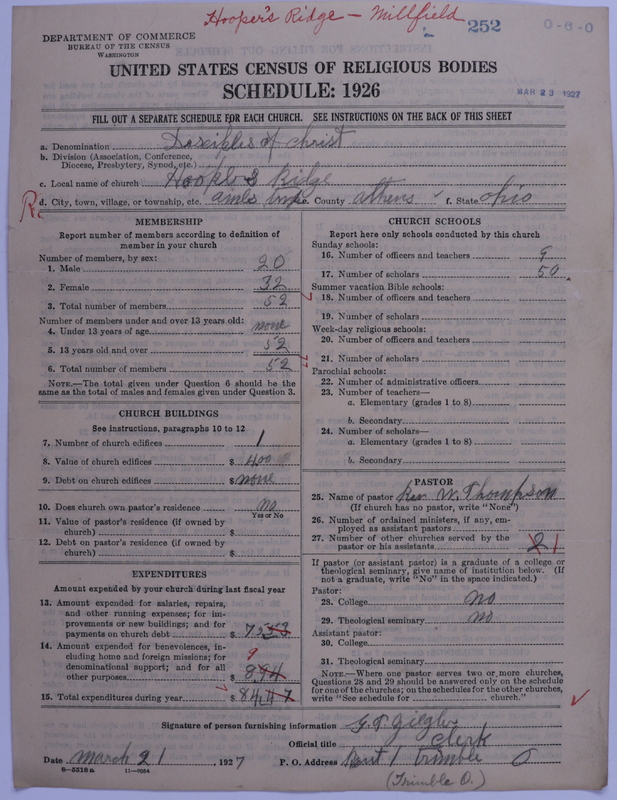 Hooper's Ridge - Millfield
252
0-6-0
DEPARTMENT OF COMMERCE
BUREAU OF THE CENSUS
WASHINGTON
UNITED STATES CENSUS OF RELIGIOUS BODIES
SCHEDULE: 1926
MAR 23 1927
FILL OUT A SEPARATE SCHEDULE FOR EACH CHURCH. SEE INSTRUCTIONS ON THE BACK OF THIS SHEET
a. Denomination Disciples of Christ
b. Division (Association, Conference,
Diocese, Presbytery, Synod, etc.)
c. Local name of church Ridge
d. City, town, village, or township, etc. e. County Athens f. State Ohio
MEMBERSHIP
Report number of members according to definition of
member in your church
Number of members, by sex:
1. Male 20
2. Female 32
3. Total number of members 52
Number of members under and over 13 years old:
4. Under 13 years of age none
5. 13 years old and over 52
6. Total number of members 52
NOTE.—The total given under Question 6 should be the
same as the total of males and females given under Question 3.
CHURCH BUILDINGS
See instructions, paragraphs 10 to 12
7. Number of church edifices 1
8. Value of church edifices $ 400
9. Debt on church edifices $ none
10. Does church own pastor's residence no
Yes or No
11. Value of pastor's residence (if owned by
church) $
12. Debt on pastor's residence (if owned by
church) $
EXPENDITURES
Amount expended by your church during last fiscal year
13. Amount expended for salaries, repairs,
and other running expenses; for im-
provements or new buildings; and for
payments on church debt $
14. Amount expended for benevolences, in-
cluding home and foreign missions; for
denominational support; and for all
other purposes $
15. Total expenditures during year $
CHURCH SCHOOLS
Report here only schools conducted by this church
Sunday schools:
16. Number of officers and teachers 9
17. Number of scholars 50
Summer vacation Bible schools:
18. Number of officers and teachers
19. Number of scholars
Week-day religious schools:
20. Number of officers and teachers
21. Number of scholars
Parochial schools:
22. Number of administrative officers
23. Number of teachers—
a. Elementary (grades 1 to 8)
b. Secondary
24. Number of scholars—
a. Elementary (grades 1 to 8)
b. Secondary
PASTOR
25. Name of pastor Rev. W. Thompson
(If church has no pastor, write "None")
26. Number of ordained ministers, if any, em-
ployed as assistant pastors
27. Number of other churches served by the
pastor or his assistants 2 1
If pastor (or assistant pastor) is a graduate of a college or
theological seminary, give name of institution below. (If
not a graduate, write "No" in the space indicated.)
Pastor:
28. College no
29. Theological seminary no
Assistant pastor:
30. College
31. Theological seminary
NOTE.—Where one pastor serves two or more churches,
Questions 28 and 29 should be answered only on the schedule
for one of the churches; on the schedules for the other churches,
write "See schedule for church."
Signature of person furnishing information
Official title Clerk
Date March 21, 1927 P. O. Address Rout 1 Trimble O
8-5518a 11-9054
(Trimble O.)